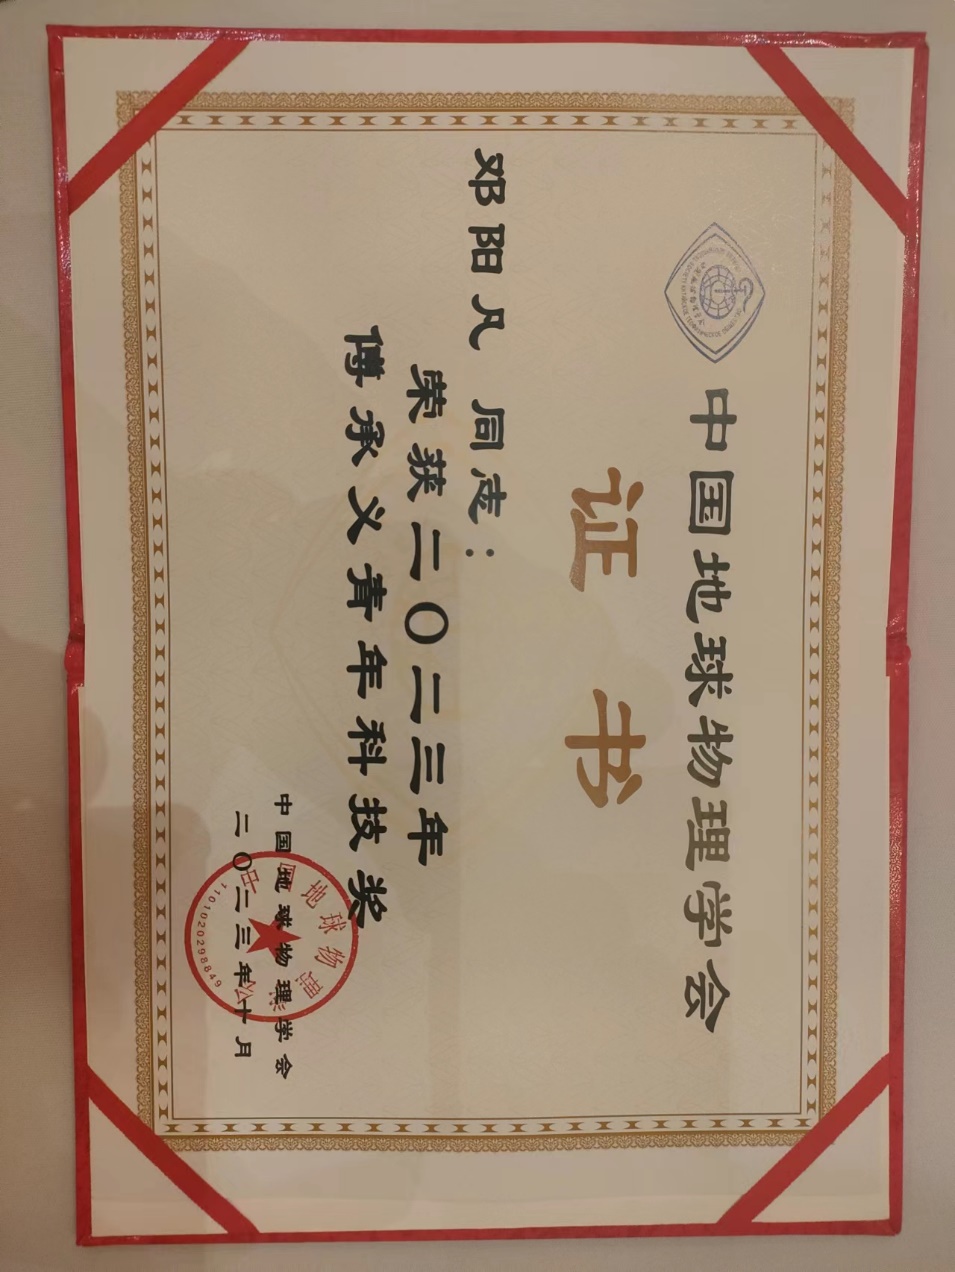 中国地球物理学会
证书
邓阳凡 同志:
荣获二〇二三年
傅承义青年科技奖
中国地球物理学会
二〇二三年十月
1101020298849